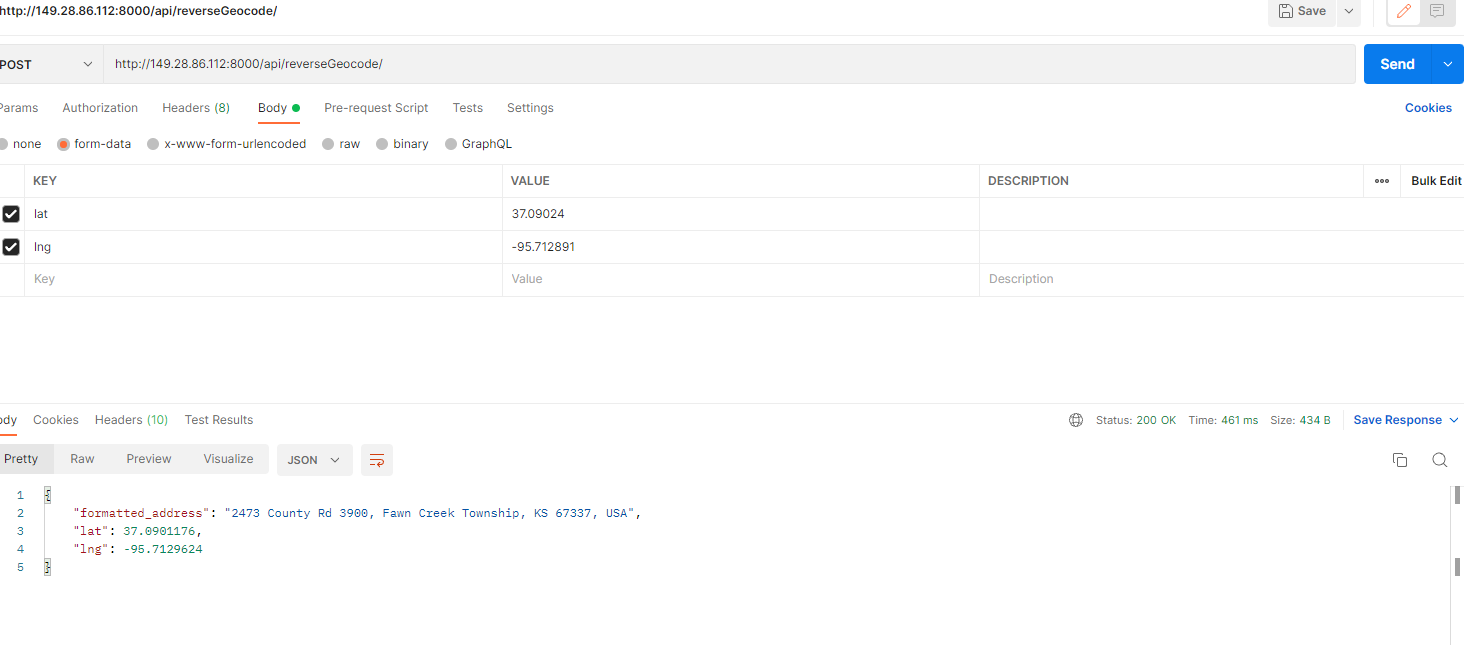 http://149.28.86.112:8000/api/reverseGeocode/
Save
POST
http://149.28.86.112:8000/api/reverseGeocode/
Send
Params Authorization Headers (8) Body Pre-request Script Tests Settings Cookies
none form-data x-www-form-urlencoded raw binary GraphQL
KEY VALUE DESCRIPTION Bulk Edit
lat 37.09024
lng -95.712891
Key Value Description
ody Cookies Headers (10) Test Results Status: 200 OK Time: 461 ms Size: 434 B Save Response
Pretty Raw Preview Visualize JSON
1 {
2 "formatted_address": "2473 County Rd 3900, Fawn Creek Township, KS 67337, USA",
3 "lat": 37.0901176,
4 "lng": -95.7129624
5 }